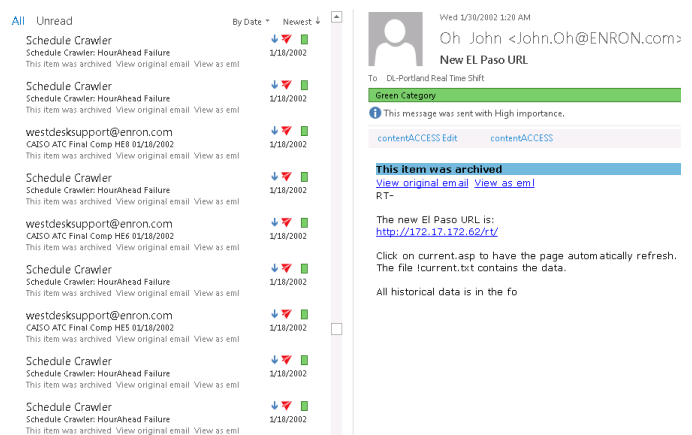 All Unread By Date Newest
Schedule Crawler
Schedule Crawler: HourAhead Failure 1/18/2002
This item was archived View original email View as eml
Schedule Crawler
Schedule Crawler: HourAhead Failure 1/18/2002
This item was archived View original email View as eml
westdesksupport@enron.com
CAISO ATC Final Comp HE8 01/18/2002 1/18/2002
This item was archived View original email View as eml
Schedule Crawler
Schedule Crawler: HourAhead Failure 1/18/2002
This item was archived View original email View as eml
westdesksupport@enron.com
CAISO ATC Final Comp HE6 01/18/2002 1/18/2002
This item was archived View original email View as eml
Schedule Crawler
Schedule Crawler: HourAhead Failure 1/18/2002
This item was archived View original email View as eml
westdesksupport@enron.com
CAISO ATC Final Comp HE5 01/18/2002 1/18/2002
This item was archived View original email View as eml
Schedule Crawler
Schedule Crawler: HourAhead Failure 1/18/2002
This item was archived View original email View as eml
Schedule Crawler
Schedule Crawler: HourAhead Failure 1/18/2002
This item was archived View original email View as eml
Wed 1/30/2002 1:20 AM
Oh John <John.Oh@ENRON.com>
New EL Paso URL
To DL-Portland Real Time Shift
Green Category
This message was sent with High importance.
contentACCESS Edit contentACCESS
This item was archived
View original email View as eml
RT-
The new El Paso URL is:
http://172.17.172.62/rt/
Click on current.asp to have the page automatically refresh.
The file !current.txt contains the data.
All historical data is in the fo